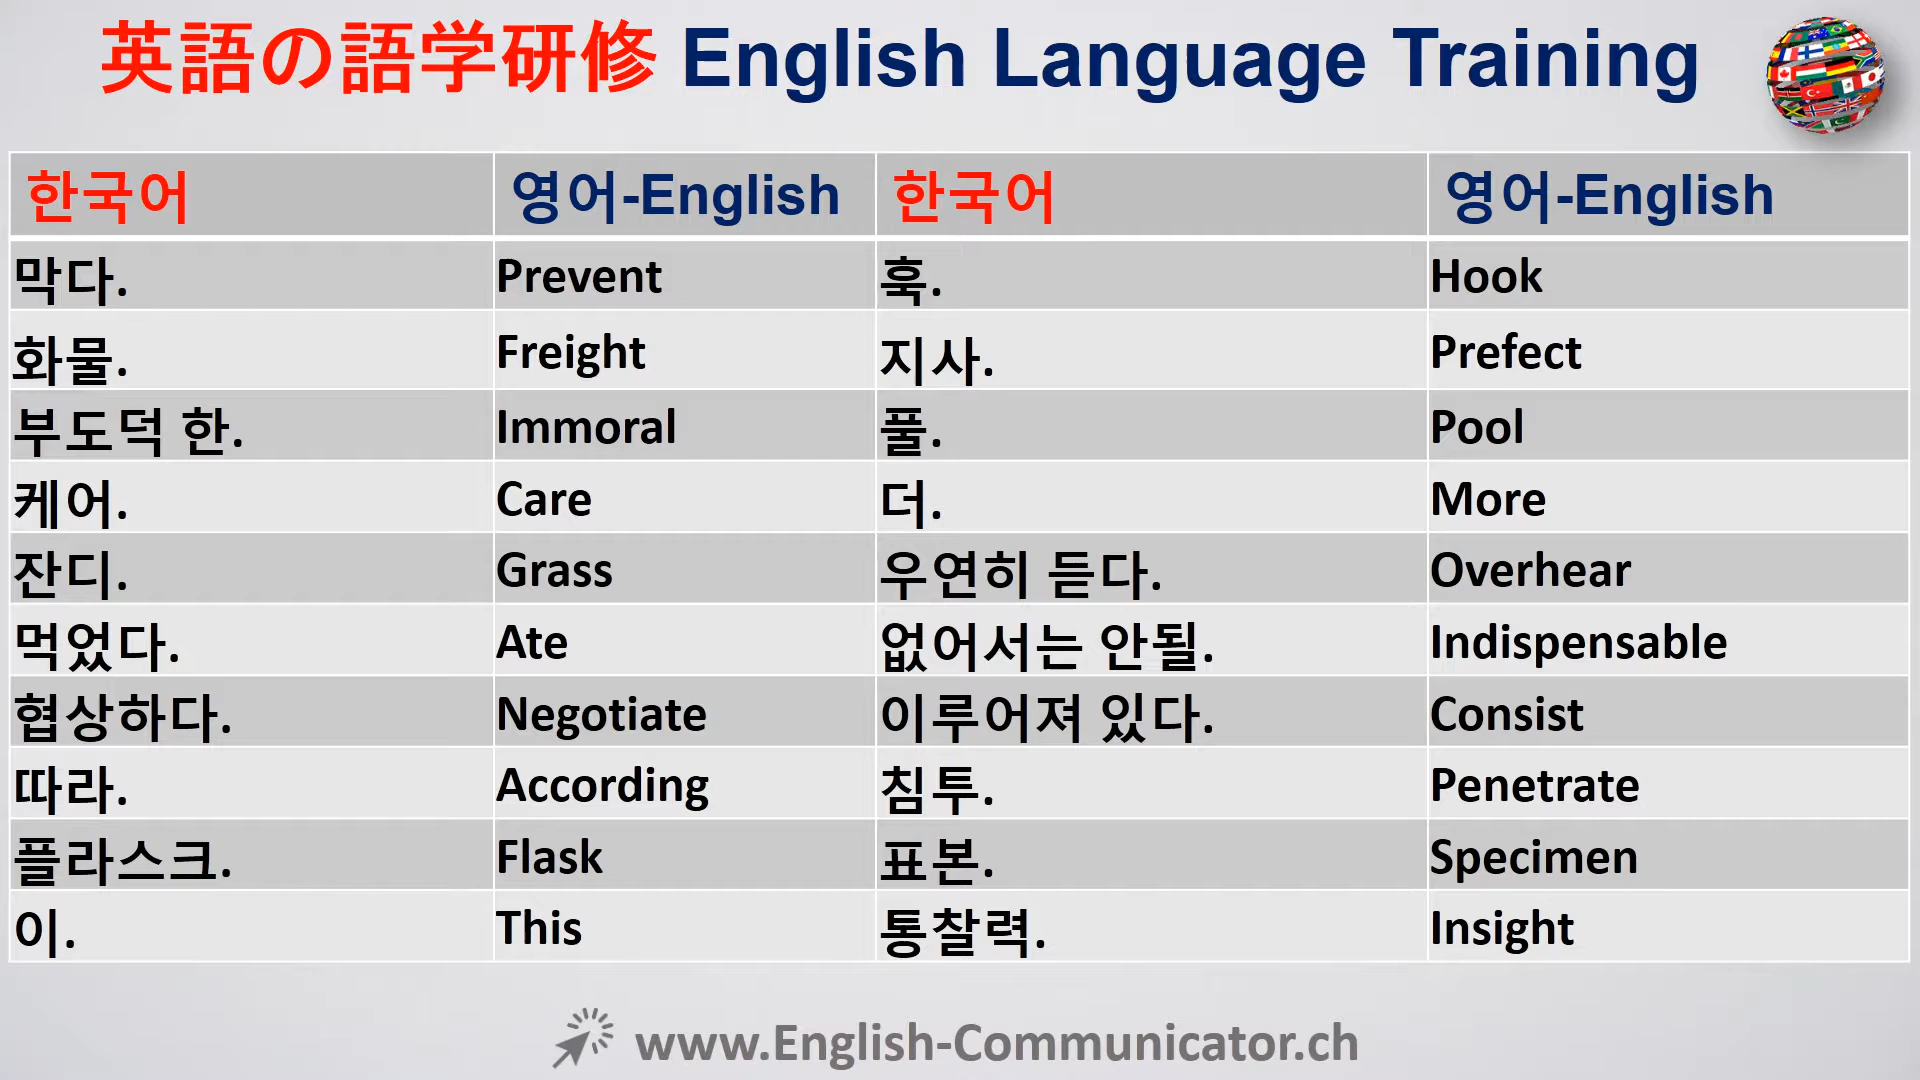 英語の語学研修 English Language Training
한국어 영어-English 한국어 영어-English
막다. Prevent 훅. Hook
화물. Freight 지사. Prefect
부도덕 한. Immoral 풀. Pool
케어. Care 더. More
잔디. Grass 우연히 듣다. Overhear
먹었다. Ate 없어서는 안될. Indispensable
협상하다. Negotiate 이루어져 있다. Consist
따라. According 침투. Penetrate
플라스크. Flask 표본. Specimen
이. This 통찰력. Insight
www.English-Communicator.ch